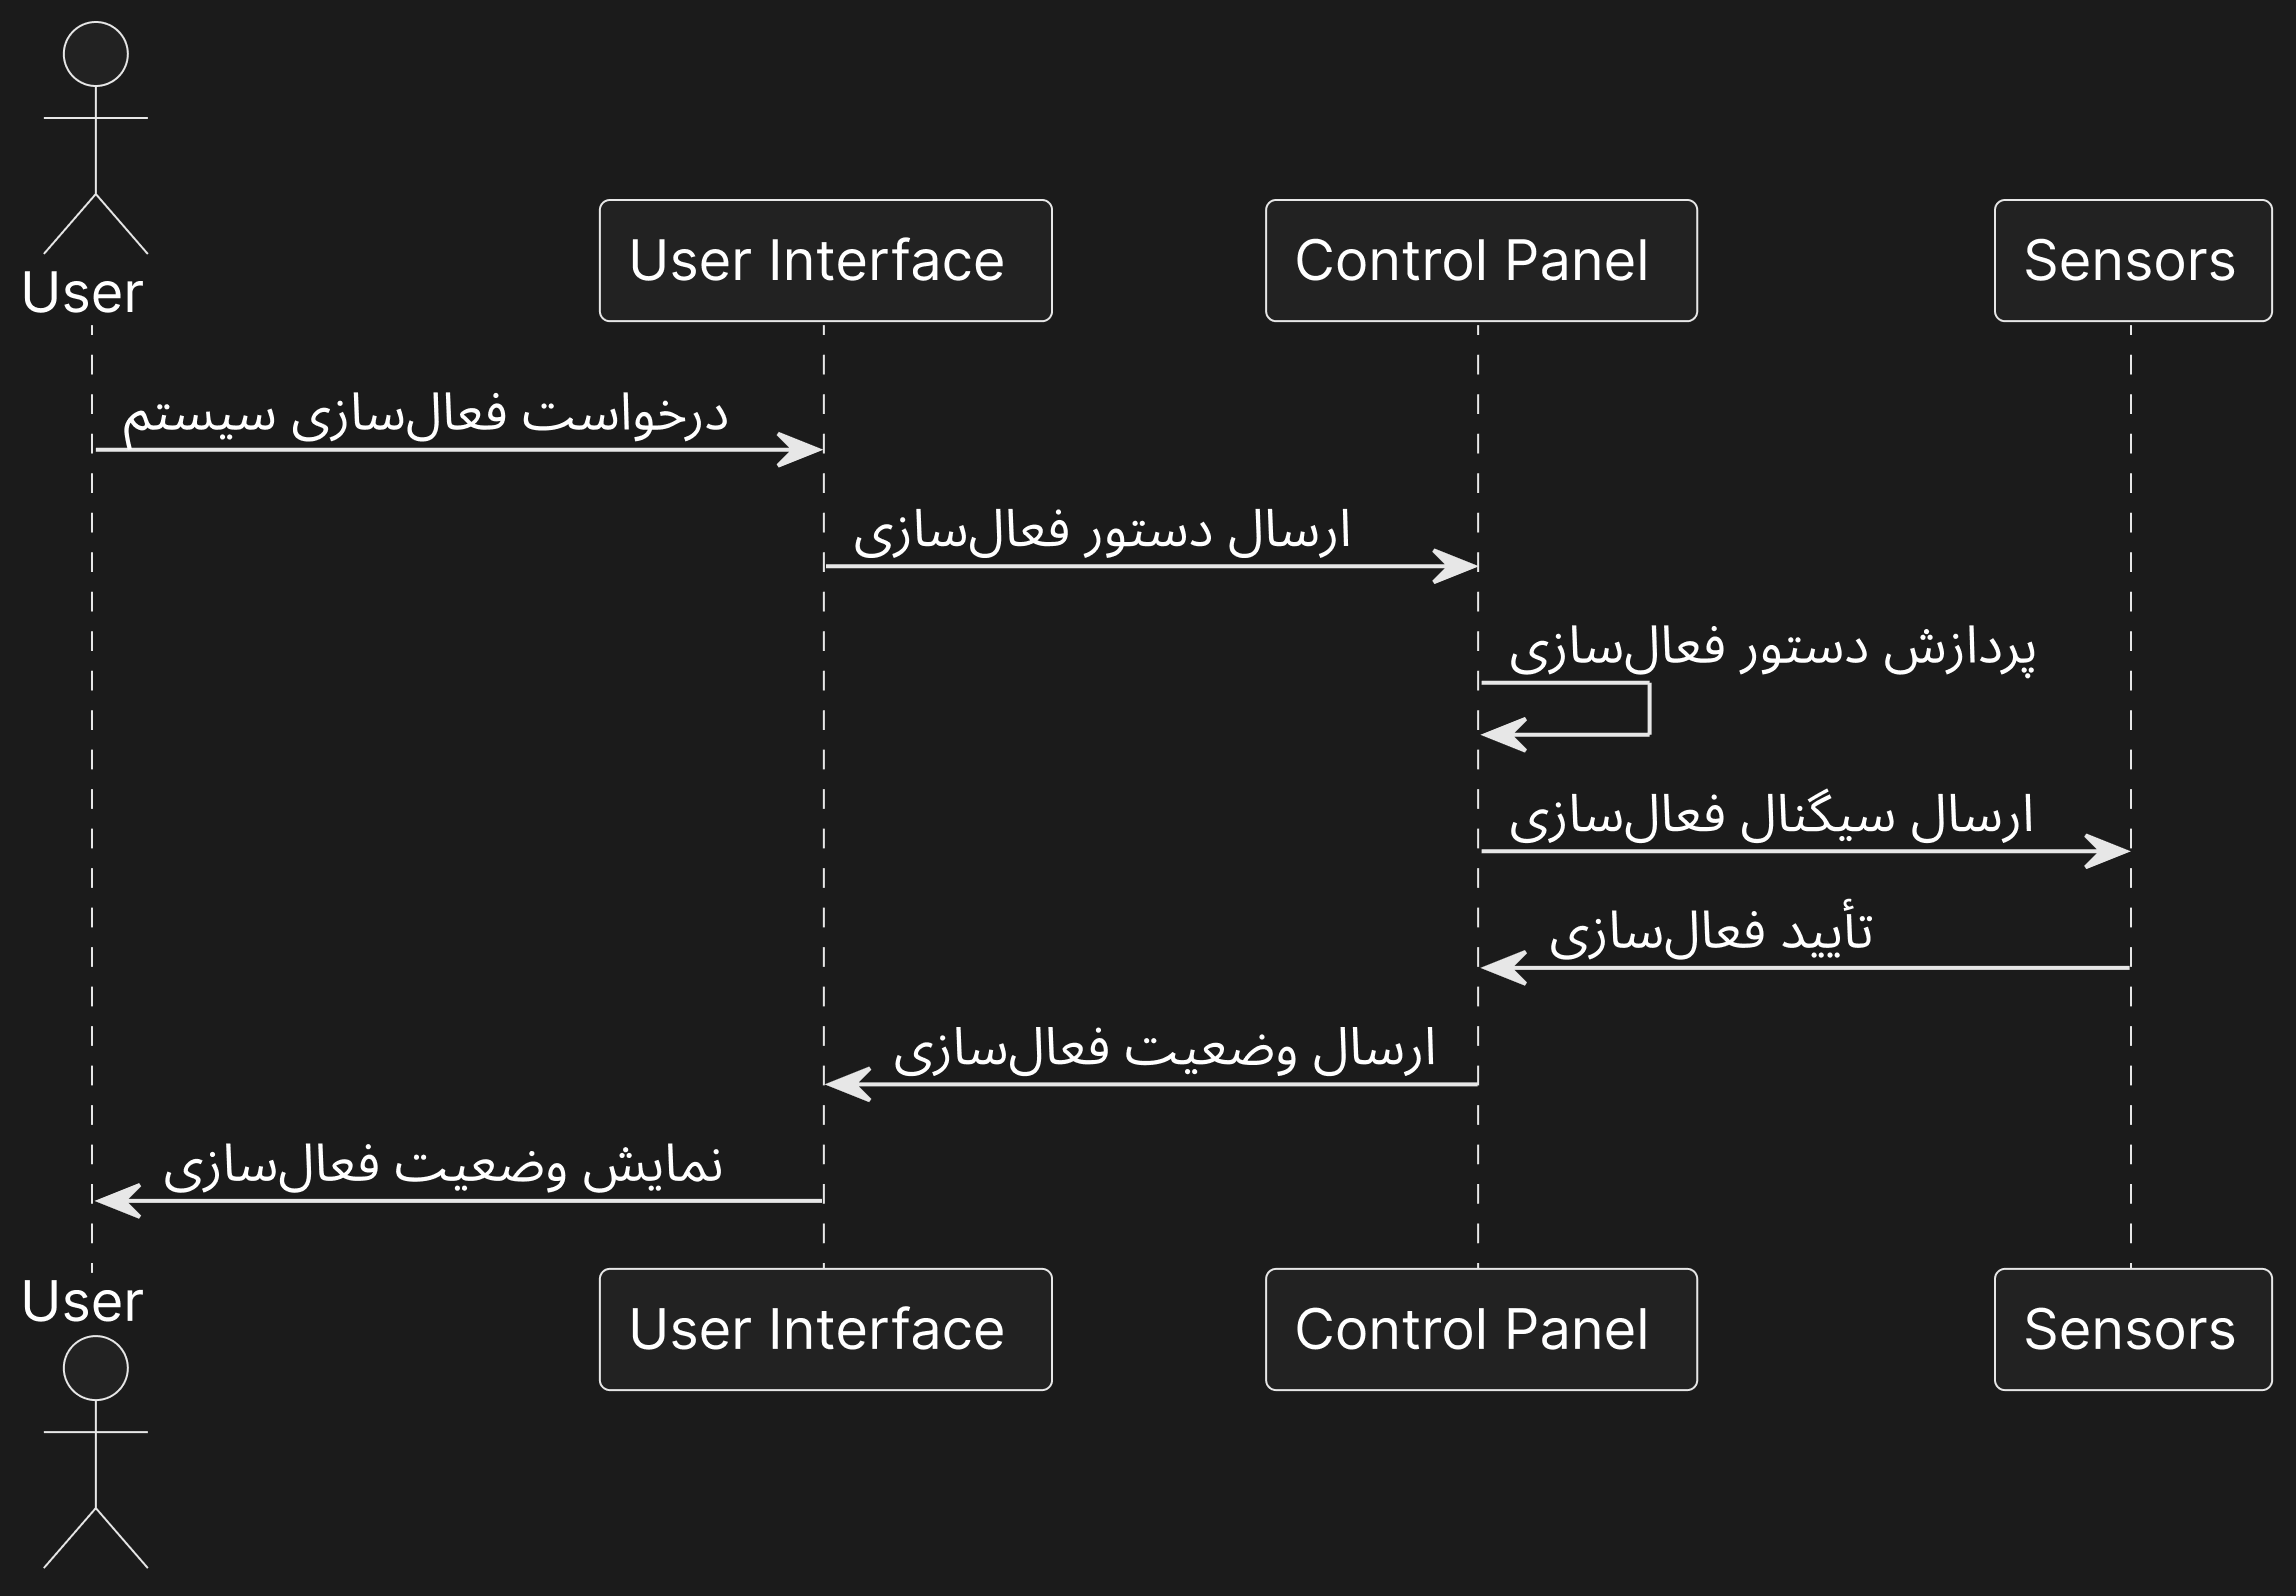 User
User Interface
Control Panel
Sensors
درخواست فعال‌سازی سیستم
ارسال دستور فعال‌سازی
پردازش دستور فعال‌سازی
ارسال سیگنال فعال‌سازی
تأیید فعال‌سازی
ارسال وضعیت فعال‌سازی
نمایش وضعیت فعال‌سازی
User
User Interface
Control Panel
Sensors